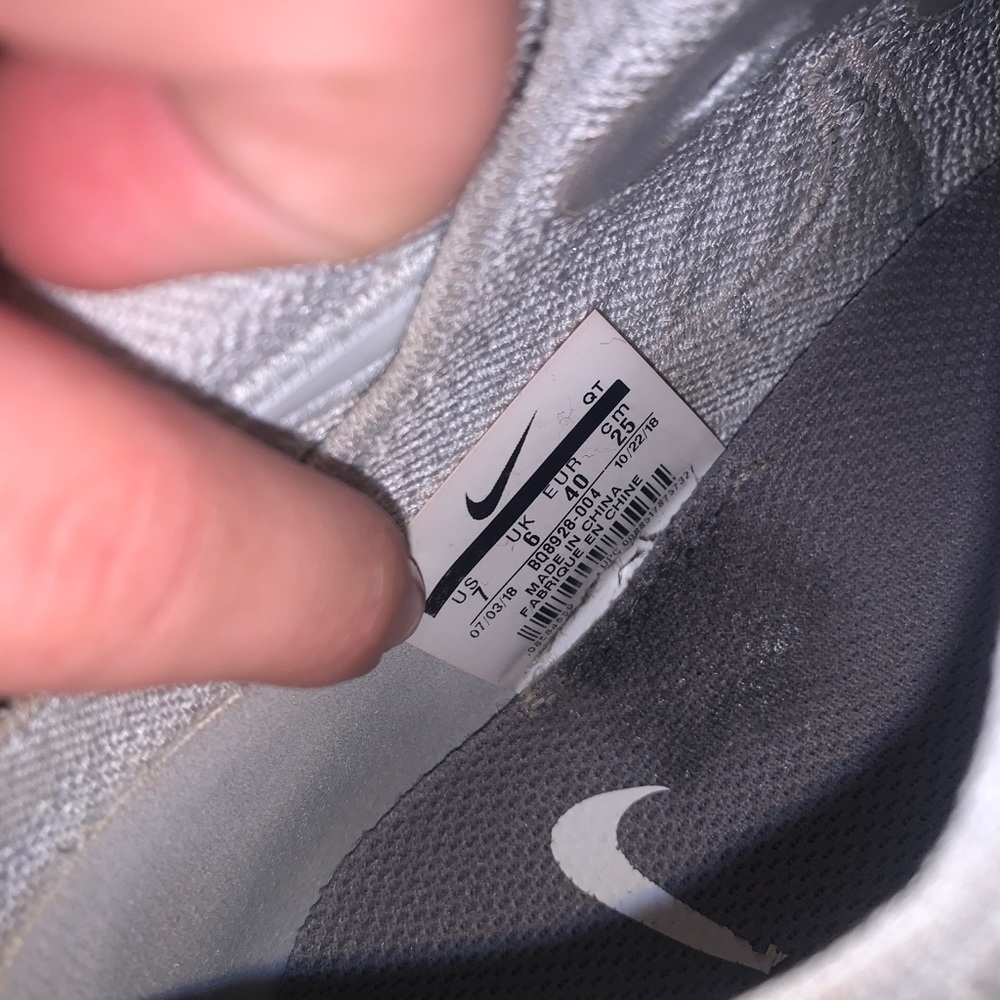 QT
US UK EUR cm
7 6 40 25
07/03/18 BQ8928-004 10/22/18
MADE IN CHINA
FABRIQUE EN CHINE